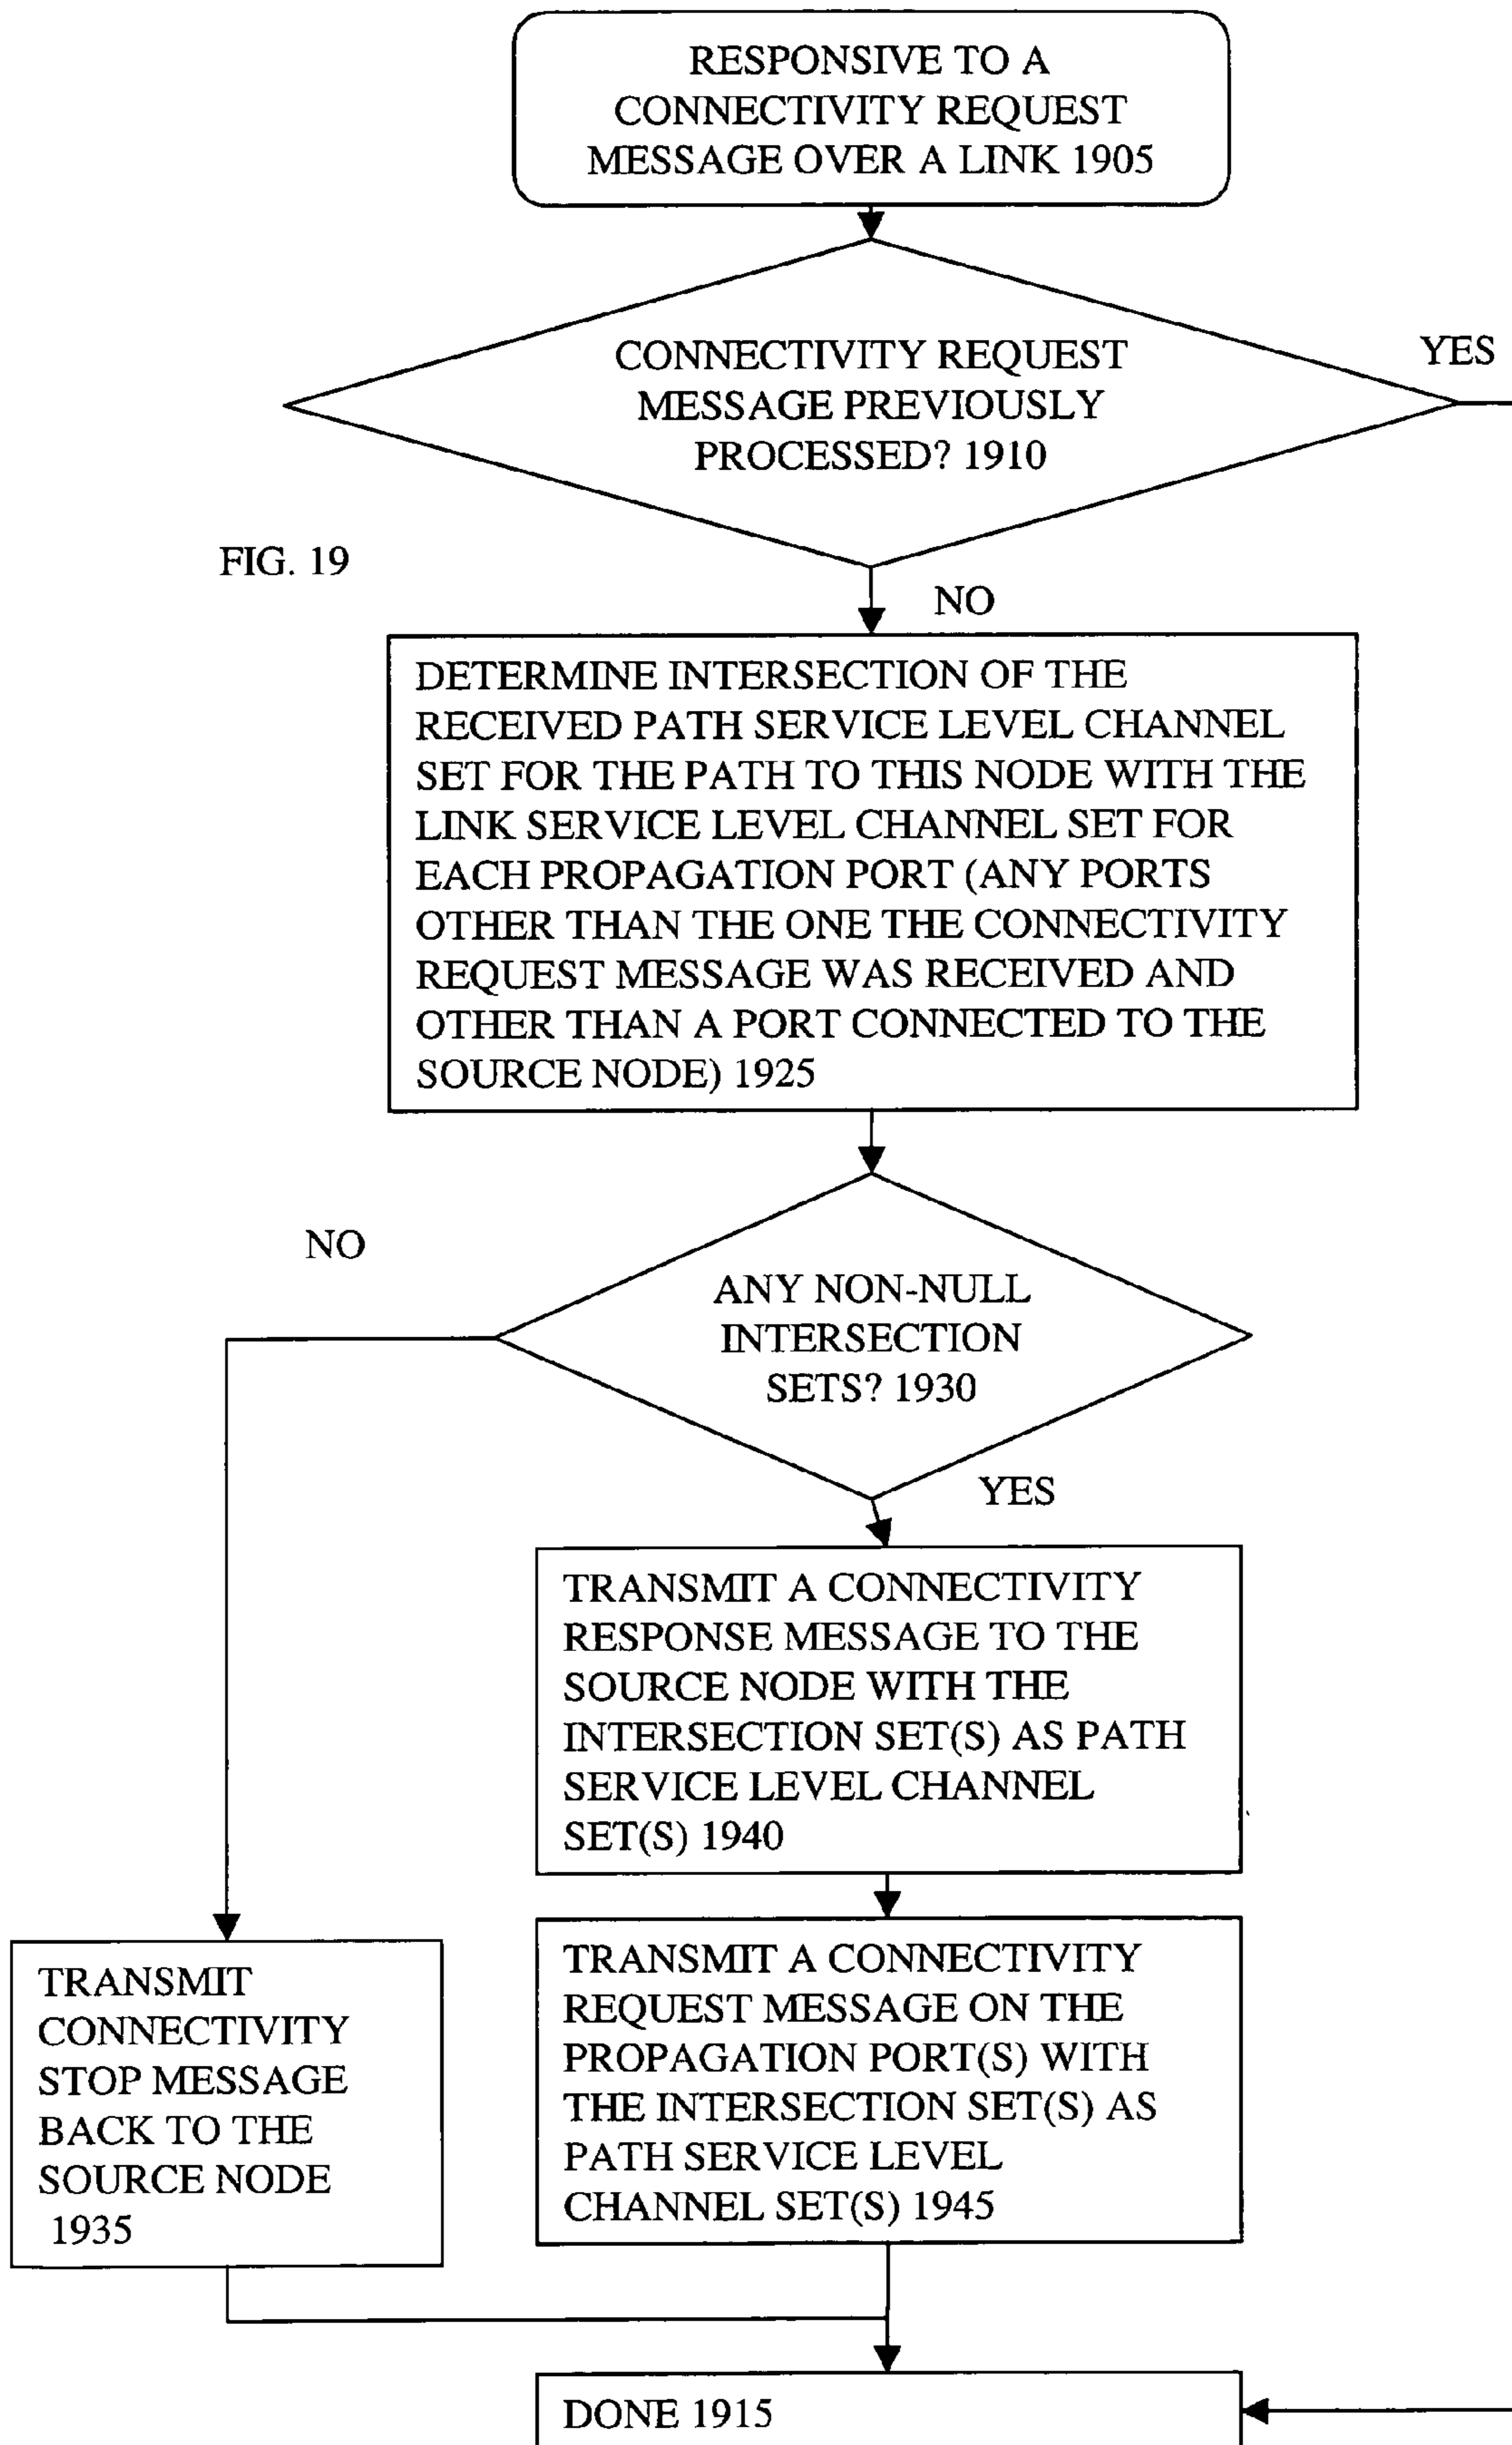 RESPONSIVE TO A
CONNECTIVITY REQUEST
MESSAGE OVER A LINK 1905
CONNECTIVITY REQUEST
MESSAGE PREVIOUSLY
PROCESSED? 1910
YES
FIG. 19
NO
DETERMINE INTERSECTION OF THE
RECEIVED PATH SERVICE LEVEL CHANNEL
SET FOR THE PATH TO THIS NODE WITH THE
LINK SERVICE LEVEL CHANNEL SET FOR
EACH PROPAGATION PORT (ANY PORTS
OTHER THAN THE ONE THE CONNECTIVITY
REQUEST MESSAGE WAS RECEIVED AND
OTHER THAN A PORT CONNECTED TO THE
SOURCE NODE) 1925
NO
ANY NON-NULL
INTERSECTION
SETS? 1930
YES
TRANSMIT A CONNECTIVITY
RESPONSE MESSAGE TO THE
SOURCE NODE WITH THE
INTERSECTION SET(S) AS PATH
SERVICE LEVEL CHANNEL
SET(S) 1940
TRANSMIT
CONNECTIVITY
STOP MESSAGE
BACK TO THE
SOURCE NODE
1935
TRANSMIT A CONNECTIVITY
REQUEST MESSAGE ON THE
PROPAGATION PORT(S) WITH
THE INTERSECTION SET(S) AS
PATH SERVICE LEVEL
CHANNEL SET(S) 1945
DONE 1915